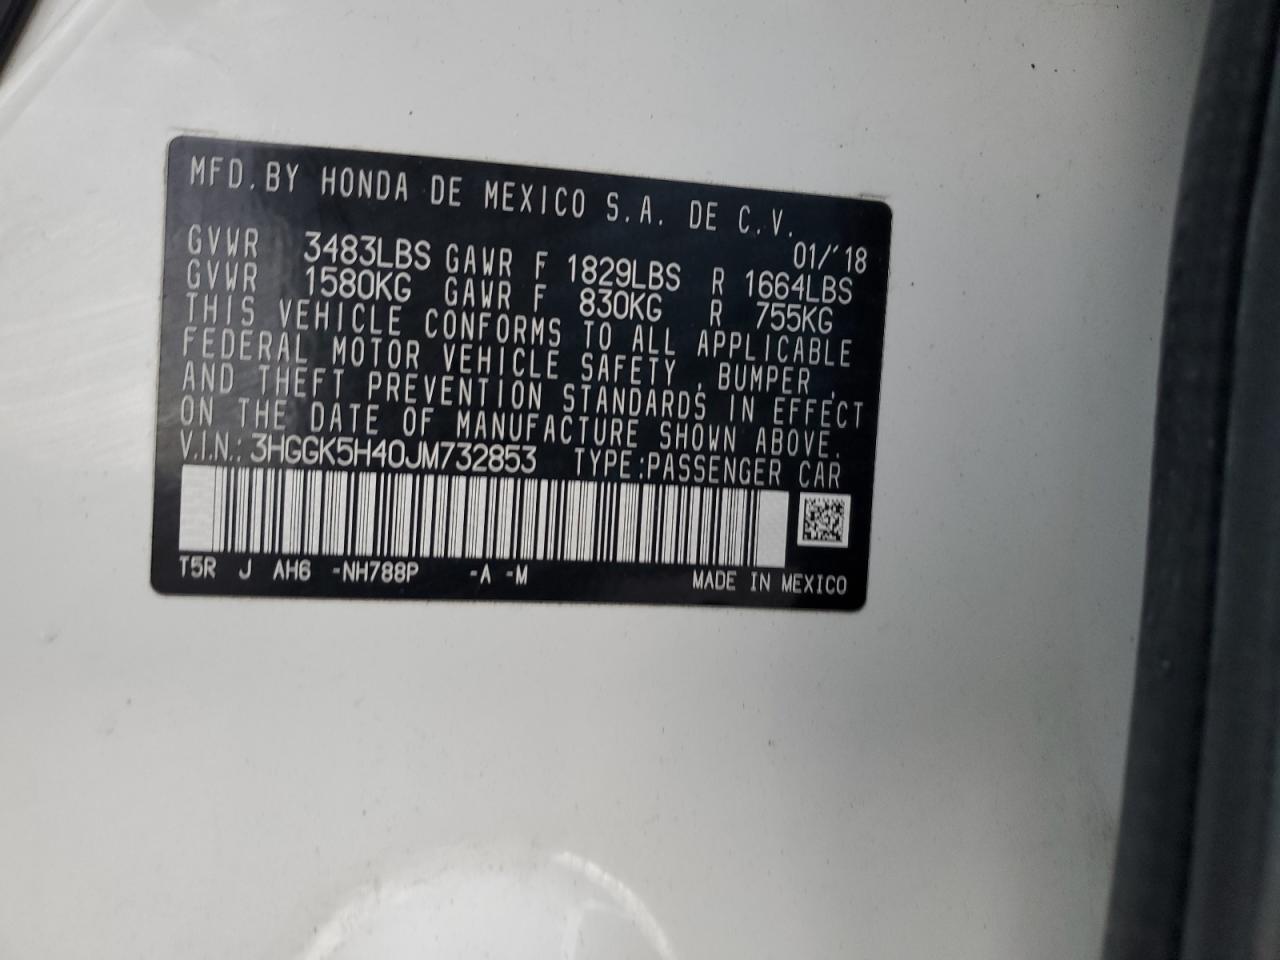 MFD. BY HONDA DE MEXICO S.A. DE C.V.
01/'18
GVWR 3483LBS GAWR F 1829LBS R 1664LBS
GVWR 1580KG GAWR F 830KG R 755KG
THIS VEHICLE CONFORMS TO ALL APPLICABLE
FEDERAL MOTOR VEHICLE SAFETY, BUMPER,
AND THEFT PREVENTION STANDARDS IN EFFECT
ON THE DATE OF MANUFACTURE SHOWN ABOVE.
V.I.N.: 3HGGK5H40JM732853 TYPE:PASSENGER CAR
T5R J AH6 -NH788P -A -M MADE IN MEXICO